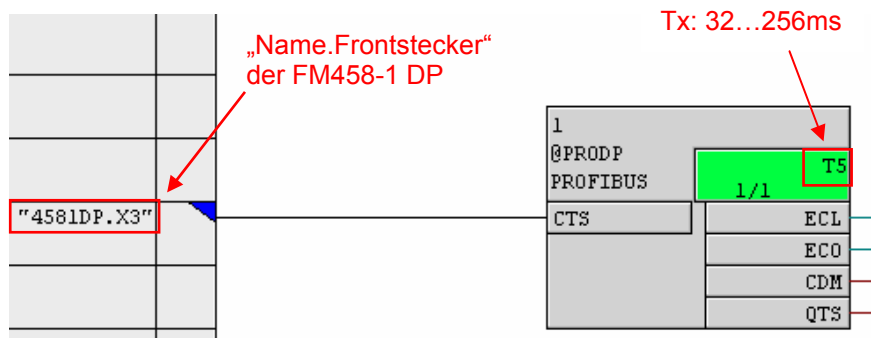 „Name.Frontstecker“
der FM458-1 DP
Tx: 32…256ms
1
@PRODP
PROFIBUS
T5
1/1
"4581DP.X3"
CTS
ECL
ECO
CDM
QTS